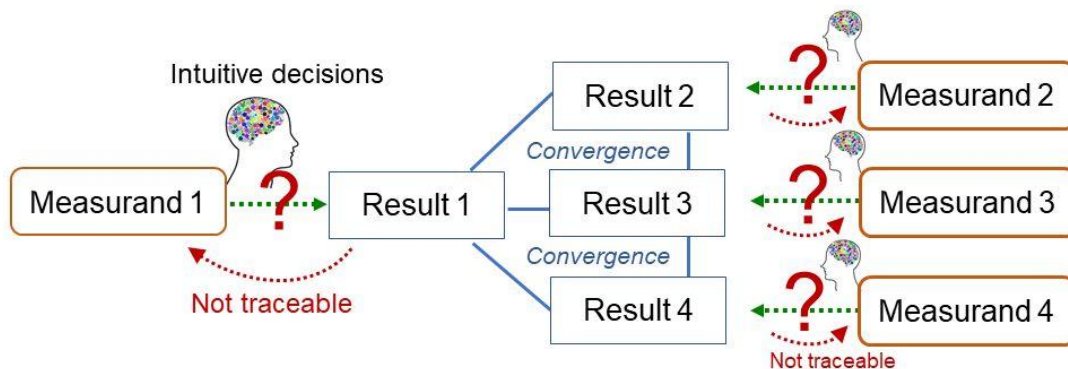 Intuitive decisions
Measurand 1
?
Result 1
Not traceable
Result 2
Convergence
Result 3
Convergence
Result 4
?
Measurand 2
?
Measurand 3
?
Measurand 4
Not traceable